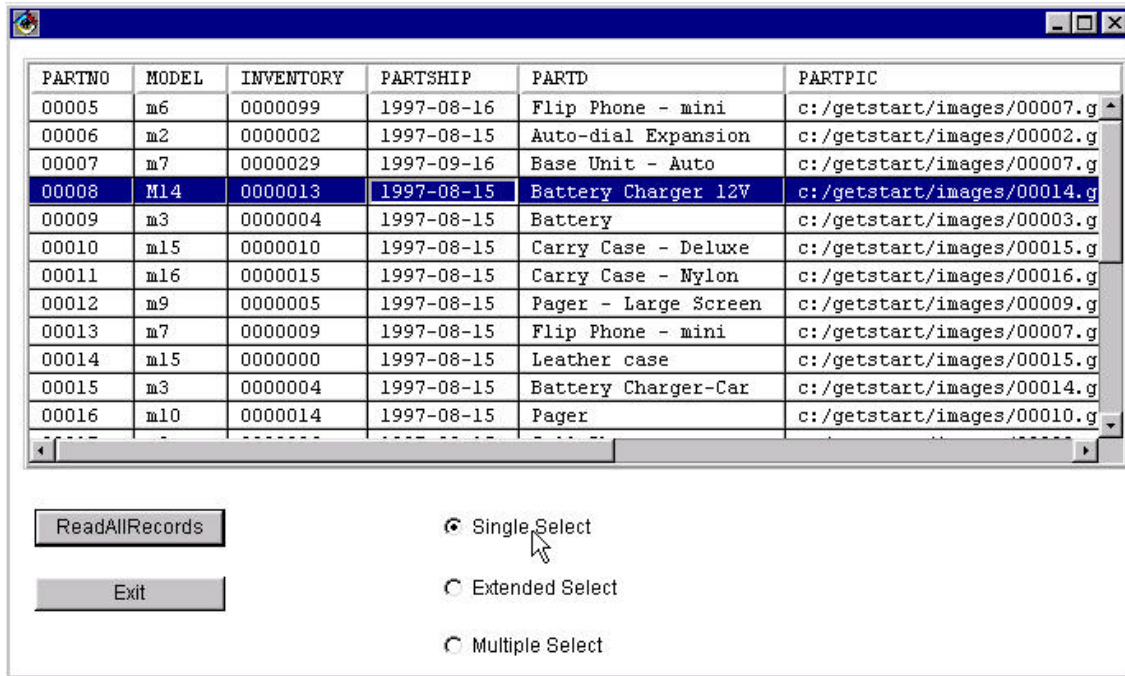 PARTNO MODEL INVENTORY PARTSHIP PARTD PARTPIC
00005 m6 0000099 1997-08-16 Flip Phone - mini c:/getstart/images/00007.g
00006 m2 0000002 1997-08-15 Auto-dial Expansion c:/getstart/images/00002.g
00007 m7 0000029 1997-09-16 Base Unit - Auto c:/getstart/images/00007.g
00008 M14 0000013 1997-08-15 Battery Charger 12V c:/getstart/images/00014.g
00009 m3 0000004 1997-08-15 Battery c:/getstart/images/00003.g
00010 m15 0000010 1997-08-15 Carry Case - Deluxe c:/getstart/images/00015.g
00011 m16 0000015 1997-08-15 Carry Case - Nylon c:/getstart/images/00016.g
00012 m9 0000005 1997-08-15 Pager - Large Screen c:/getstart/images/00009.g
00013 m7 0000009 1997-08-15 Flip Phone - mini c:/getstart/images/00007.g
00014 m15 0000000 1997-08-15 Leather case c:/getstart/images/00015.g
00015 m3 0000004 1997-08-15 Battery Charger-Car c:/getstart/images/00014.g
00016 m10 0000014 1997-08-15 Pager c:/getstart/images/00010.g
ReadAllRecords Single Select
Exit Extended Select
Multiple Select